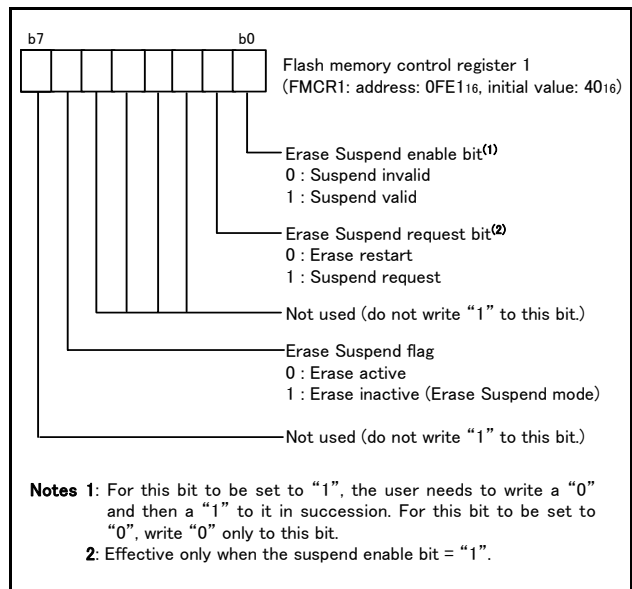 b7 b0
Flash memory control register 1
(FMCR1: address: 0FE116, initial value: 4016)
Erase Suspend enable bit(1)
0 : Suspend invalid
1 : Suspend valid
Erase Suspend request bit(2)
0 : Erase restart
1 : Suspend request
Not used (do not write “1” to this bit.)
Erase Suspend flag
0 : Erase active
1 : Erase inactive (Erase Suspend mode)
Not used (do not write “1” to this bit.)
Notes 1: For this bit to be set to “1”, the user needs to write a “0”
and then a “1” to it in succession. For this bit to be set to
“0”, write “0” only to this bit.
2: Effective only when the suspend enable bit = “1”.